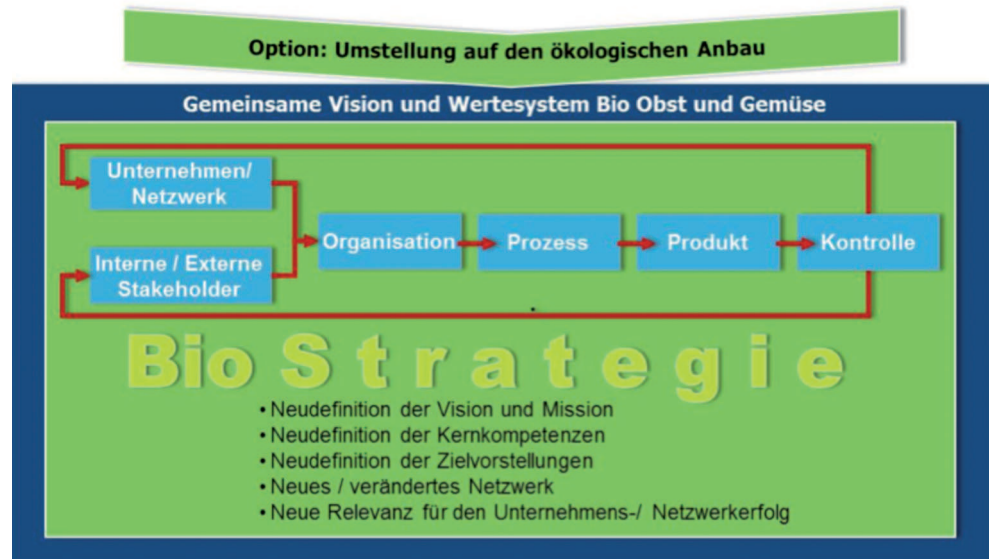 Option: Umstellung auf den ökologischen Anbau
Gemeinsame Vision und Wertesystem Bio Obst und Gemüse
Unternehmen/
Netzwerk
Interne / Externe
Stakeholder
Organisation
Prozess
Produkt
Kontrolle
Bio Strategie
• Neudefinition der Vision und Mission
• Neudefinition der Kernkompetenzen
• Neudefinition der Zielvorstellungen
• Neues / verändertes Netzwerk
• Neue Relevanz für den Unternehmens-/ Netzwerkerfolg